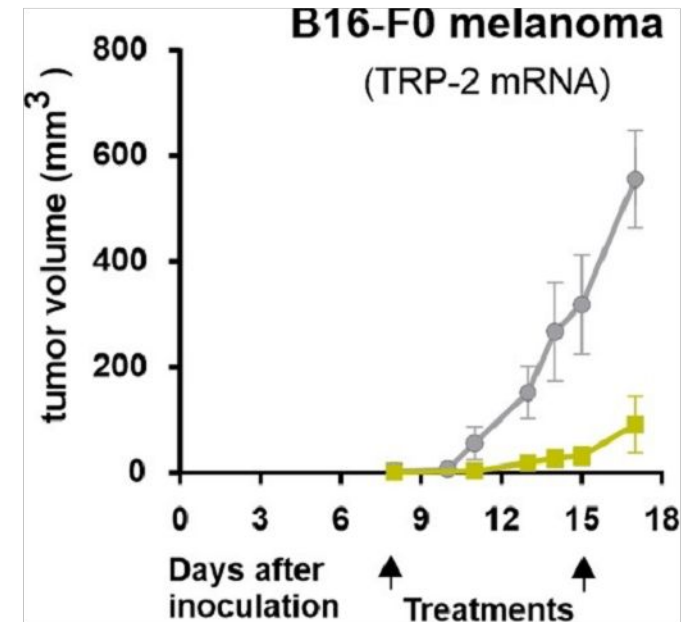 B16-F0 melanoma
(TRP-2 mRNA)
tumor volume (mm³ )
800
600
400
200
0
0 3 6 9 12 15 18
Days after
inoculation
Treatments